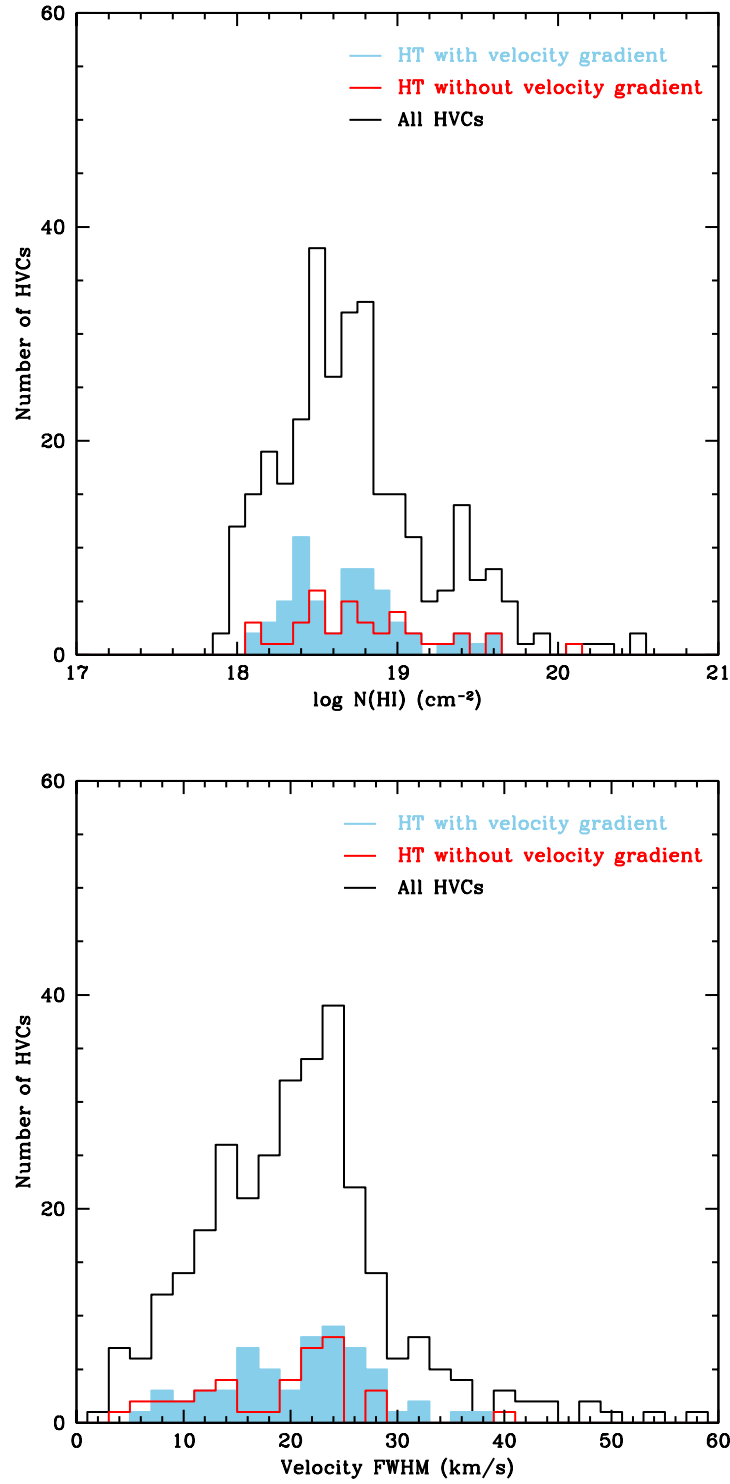 60
HT with velocity gradient
HT without velocity gradient
All HVCs
40
Number of HVCs
20
0
17 18 19 20 21
log N(HI) (cm⁻²)
60
HT with velocity gradient
HT without velocity gradient
All HVCs
40
Number of HVCs
20
0
0 10 20 30 40 50 60
Velocity FWHM (km/s)